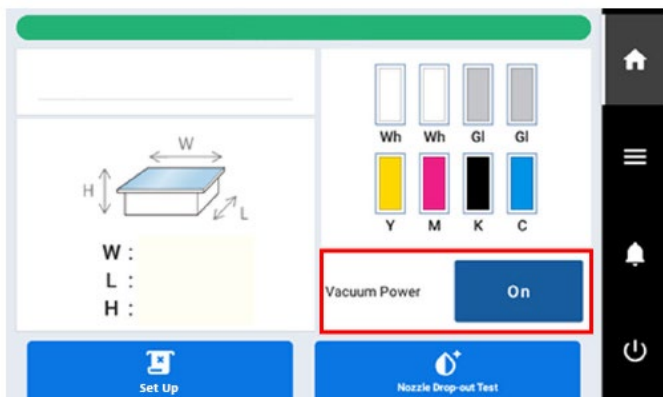 Wh Wh Gl Gl
Y M K C
W
H
L
W :
L :
H :
Vacuum Power On
Set Up
Nozzle Drop-out Test